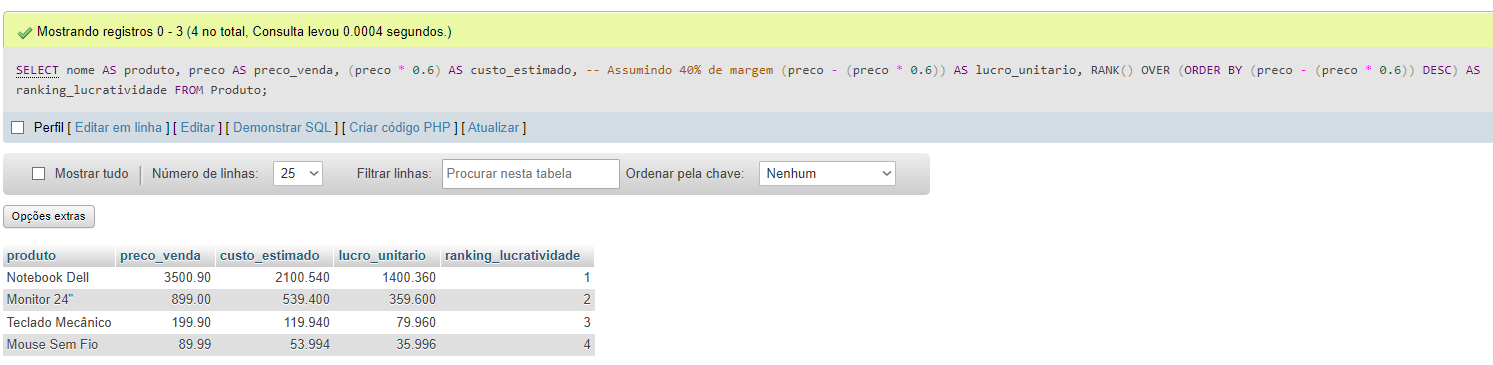 Mostrando registros 0 - 3 (4 no total, Consulta levou 0.0004 segundos.)
SELECT nome AS produto, preco AS preco_venda, (preco * 0.6) AS custo_estimado, -- Assumindo 40% de margem (preco - (preco * 0.6)) AS lucro_unitario, RANK() OVER (ORDER BY (preco - (preco * 0.6)) DESC) AS
ranking_lucratividade FROM Produto;
Perfil [ Editar em linha ] [ Editar ] [ Demonstrar SQL ] [ Criar código PHP ] [ Atualizar ]
Mostrar tudo Número de linhas: 25 Filtrar linhas: Procurar nesta tabela Ordenar pela chave: Nenhum
Opções extras
produto preco_venda custo_estimado lucro_unitario ranking_lucratividade
Notebook Dell 3500.90 2100.540 1400.360 1
Monitor 24" 899.00 539.400 359.600 2
Teclado Mecânico 199.90 119.940 79.960 3
Mouse Sem Fio 89.99 53.994 35.996 4